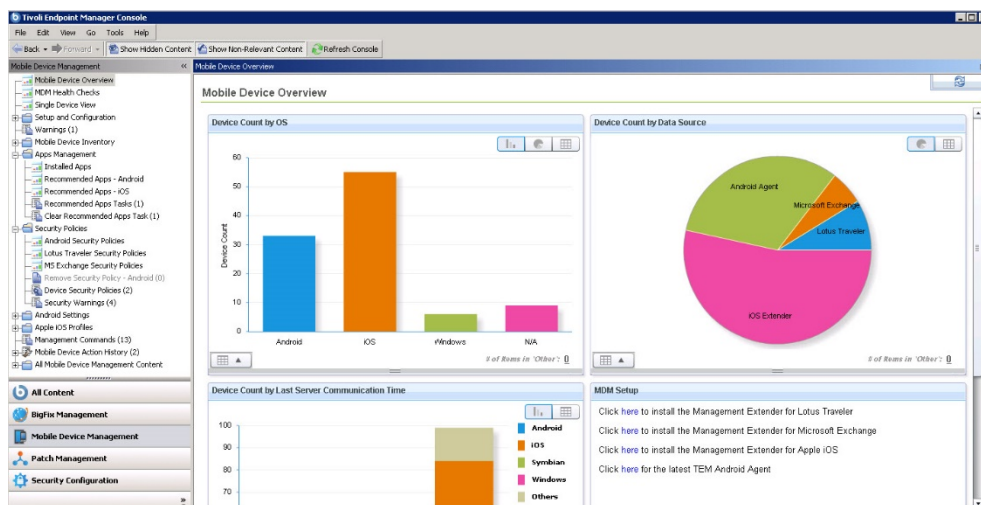 Tivoli Endpoint Manager Console
File Edit View Go Tools Help
Back Forward Show Hidden Content Show Non-Relevant Content Refresh Console
Mobile Device Management
Mobile Device Overview
MDM Health Checks
Single Device View
Setup and Configuration
Warnings (1)
Mobile Device Inventory
Apps Management
Installed Apps
Recommended Apps - Android
Recommended Apps - iOS
Recommended Apps Tasks (1)
Clear Recommended Apps Task (1)
Security Policies
Android Security Policies
Lotus Traveler Security Policies
MS Exchange Security Policies
Remove Security Policy - Android (0)
Device Security Policies (2)
Security Warnings (4)
Android Settings
Apple iOS Profiles
Management Commands (13)
Mobile Device Action History (2)
All Mobile Device Management Content
All Content
BigFix Management
Mobile Device Management
Patch Management
Security Configuration
Mobile Device Overview
Mobile Device Overview
Device Count by OS
60
50
40
30
20
10
0
Device Count
Android iOS Windows N/A
# of Items in 'Other': 0
Device Count by Data Source
Android Agent
Microsoft Exchange
Lotus Traveler
iOS Extender
# of Items in 'Other': 0
Device Count by Last Server Communication Time
100
90
80
70
Android
iOS
Symbian
Windows
Others
MDM Setup
Click here to install the Management Extender for Lotus Traveler
Click here to install the Management Extender for Microsoft Exchange
Click here to install the Management Extender for Apple iOS
Click here for the latest TEM Android Agent